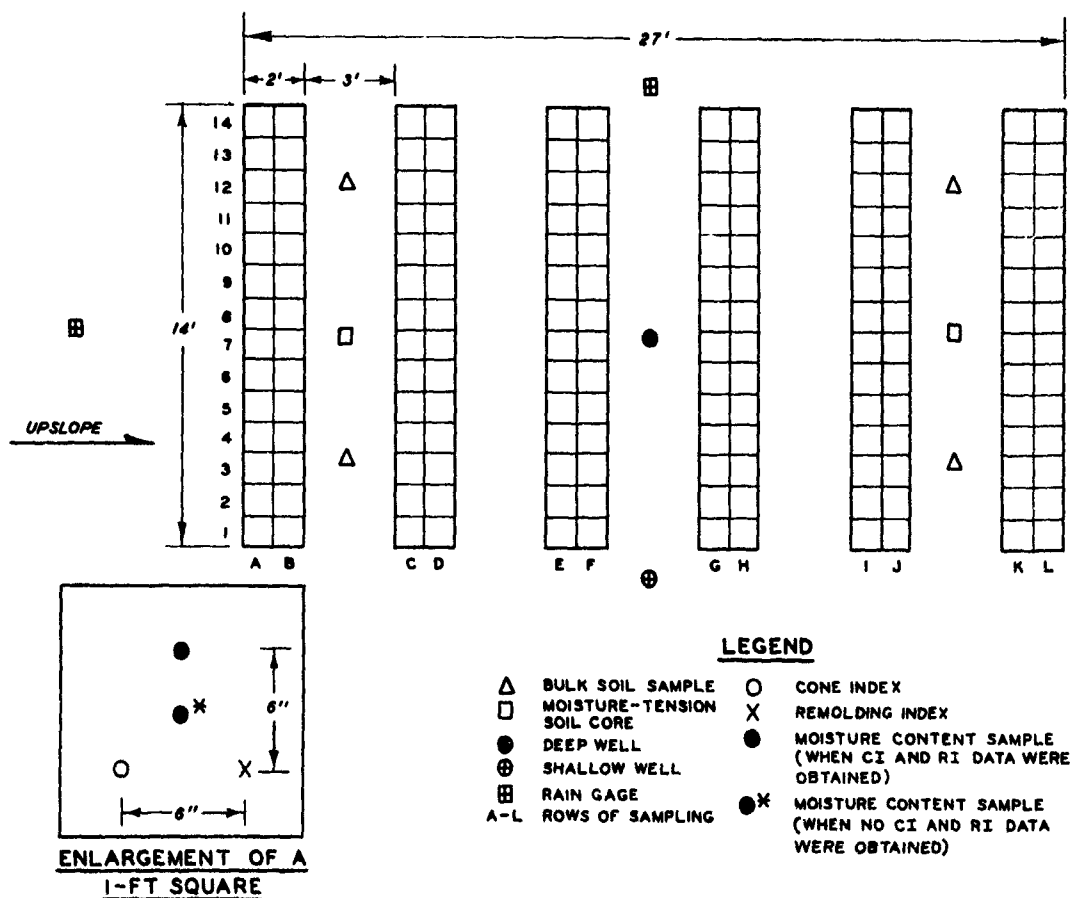 27'
2'
3'
14
13
12
11
10
9
8
14'
7
6
5
UPSLOPE
4
3
2
1
A B C D E F G H I J K L
LEGEND
△ BULK SOIL SAMPLE
□ MOISTURE-TENSION
SOIL CORE
● DEEP WELL
⊕ SHALLOW WELL
⊞ RAIN GAGE
A-L ROWS OF SAMPLING
○ CONE INDEX
X REMOLDING INDEX
● MOISTURE CONTENT SAMPLE
(WHEN CI AND RI DATA WERE
OBTAINED)
●* MOISTURE CONTENT SAMPLE
(WHEN NO CI AND RI DATA
WERE OBTAINED)
*
6"
X
6"
ENLARGEMENT OF A
1-FT SQUARE